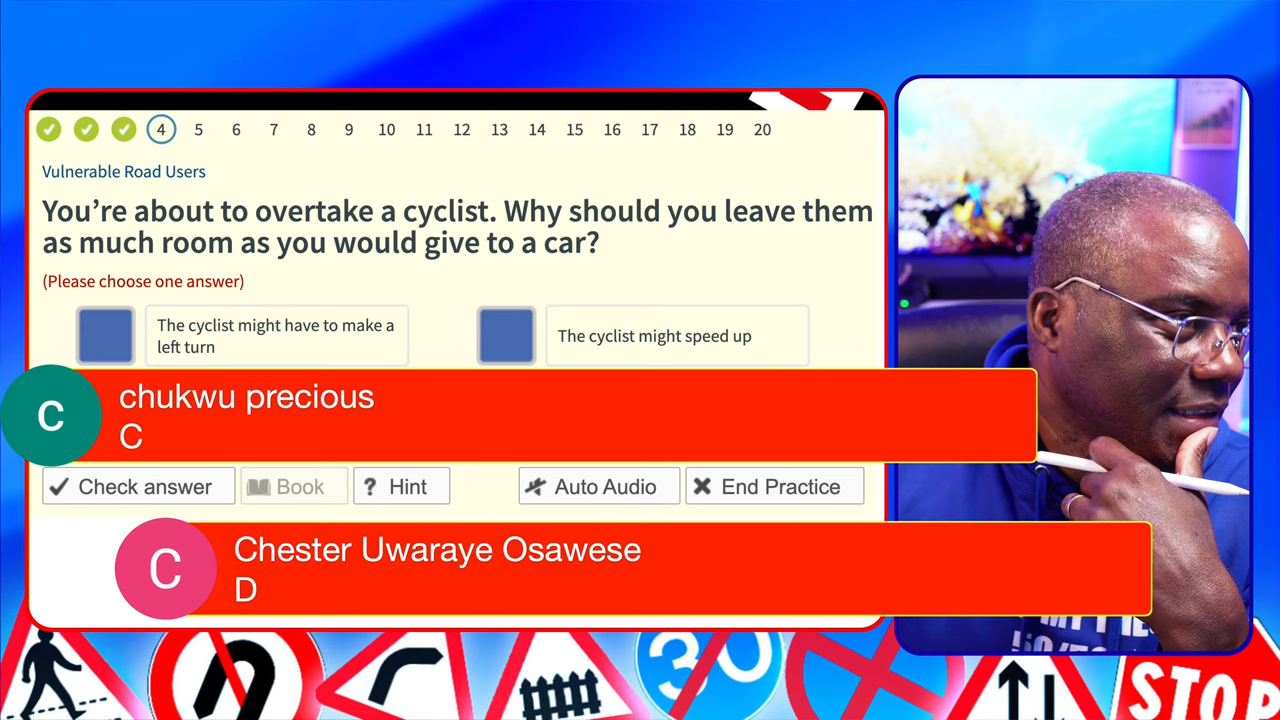 4 5 6 7 8 9 10 11 12 13 14 15 16 17 18 19 20
Vulnerable Road Users
You’re about to overtake a cyclist. Why should you leave them
as much room as you would give to a car?
(Please choose one answer)
The cyclist might have to make a
left turn
The cyclist might speed up
C
chukwu precious
C
Check answer
Book
? Hint
Auto Audio
End Practice
C
Chester Uwaraye Osawese
D
30
STOP